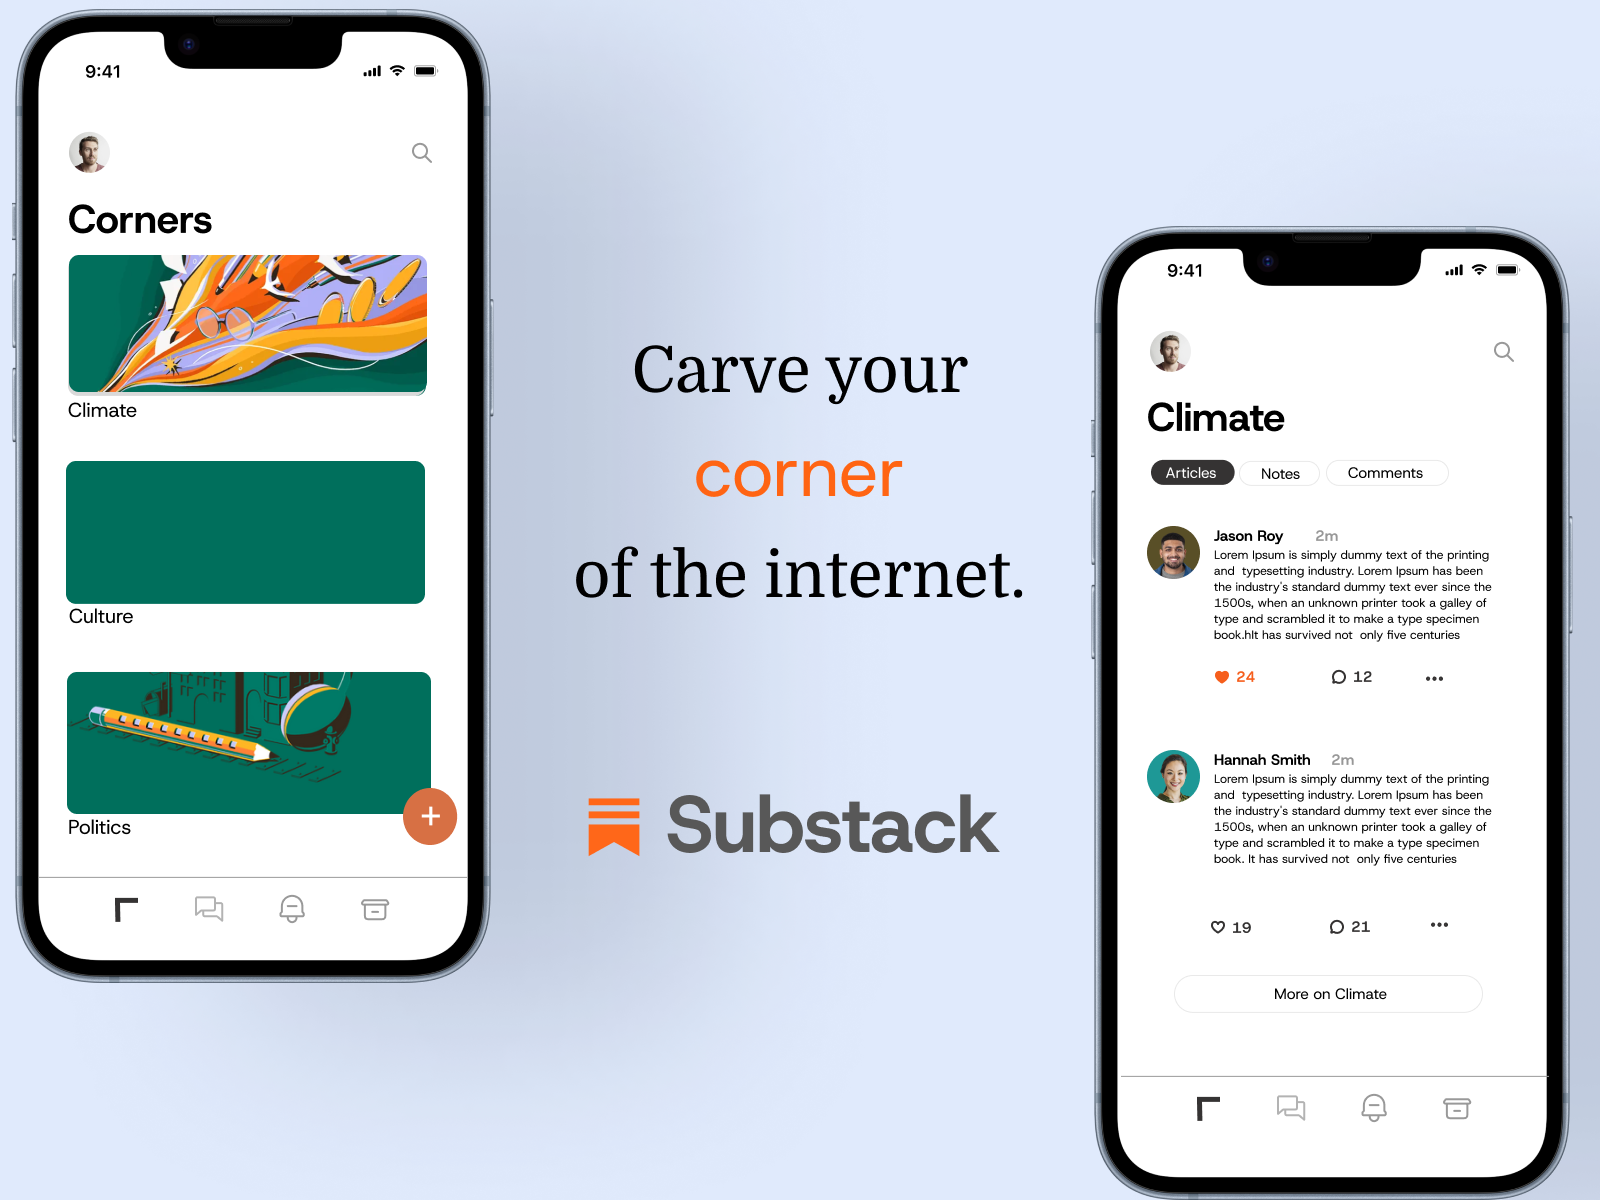 9:41
Corners
Climate
Culture
Politics
Carve your
corner
of the internet.
Substack
9:41
Climate
Articles Notes Comments
Jason Roy 2m
Lorem Ipsum is simply dummy text of the printing
and typesetting industry. Lorem Ipsum has been
the industry's standard dummy text ever since the
1500s, when an unknown printer took a galley of
type and scrambled it to make a type specimen
book.hIt has survived not only five centuries
24 12
Hannah Smith 2m
Lorem Ipsum is simply dummy text of the printing
and typesetting industry. Lorem Ipsum has been
the industry's standard dummy text ever since the
1500s, when an unknown printer took a galley of
type and scrambled it to make a type specimen
book. It has survived not only five centuries
19 21
More on Climate